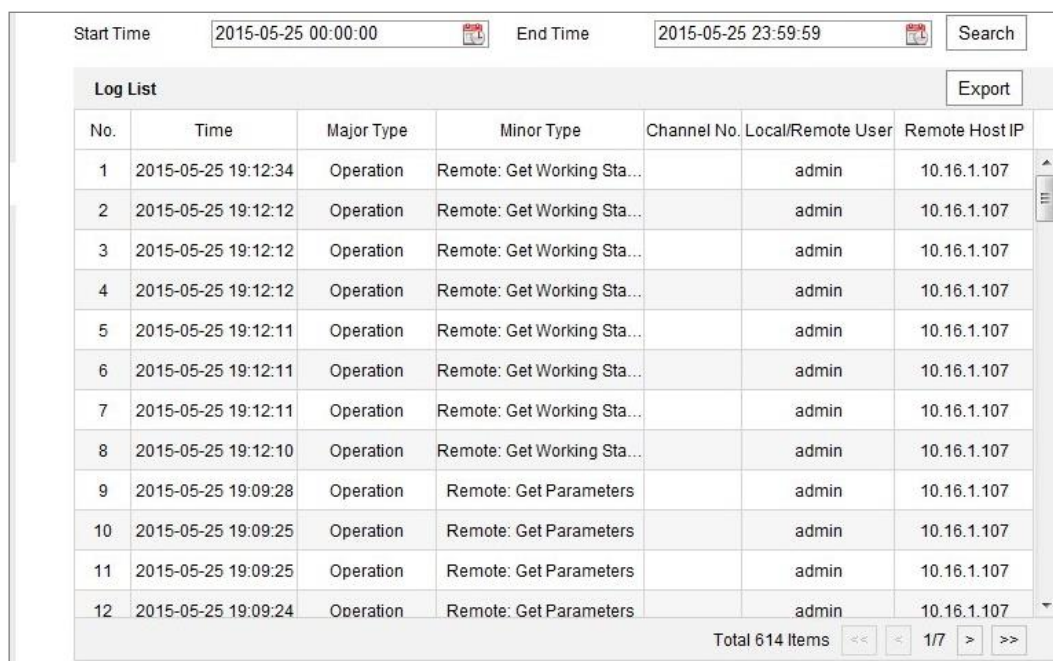 Start Time 2015-05-25 00:00:00 End Time 2015-05-25 23:59:59 Search
Log List Export
No. Time Major Type Minor Type Channel No. Local/Remote User Remote Host IP
1 2015-05-25 19:12:34 Operation Remote: Get Working Sta... admin 10.16.1.107
2 2015-05-25 19:12:12 Operation Remote: Get Working Sta... admin 10.16.1.107
3 2015-05-25 19:12:12 Operation Remote: Get Working Sta... admin 10.16.1.107
4 2015-05-25 19:12:12 Operation Remote: Get Working Sta... admin 10.16.1.107
5 2015-05-25 19:12:11 Operation Remote: Get Working Sta... admin 10.16.1.107
6 2015-05-25 19:12:11 Operation Remote: Get Working Sta... admin 10.16.1.107
7 2015-05-25 19:12:11 Operation Remote: Get Working Sta... admin 10.16.1.107
8 2015-05-25 19:12:10 Operation Remote: Get Working Sta... admin 10.16.1.107
9 2015-05-25 19:09:28 Operation Remote: Get Parameters admin 10.16.1.107
10 2015-05-25 19:09:25 Operation Remote: Get Parameters admin 10.16.1.107
11 2015-05-25 19:09:25 Operation Remote: Get Parameters admin 10.16.1.107
12 2015-05-25 19:09:24 Operation Remote: Get Parameters admin 10.16.1.107
Total 614 Items << < 1/7 > >>